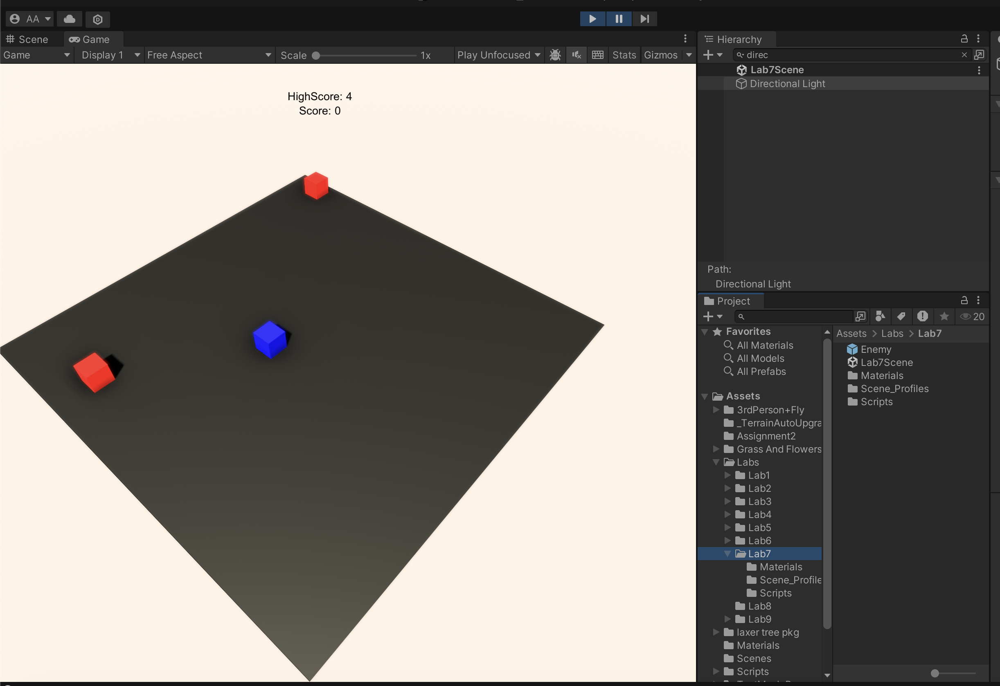 AA
Scene
Game
Game
Display 1
Free Aspect
Scale
1x
Play Unfocused
Stats
Gizmos
HighScore: 4
Score: 0
Hierarchy
direc
Lab7Scene
Directional Light
Path:
Directional Light
Project
20
Favorites
All Materials
All Models
All Prefabs
Assets
3rdPerson+Fly
_TerrainAutoUpgra
Assignment2
Grass And Flowers
Labs
Lab1
Lab2
Lab3
Lab4
Lab5
Lab6
Lab7
Materials
Scene_Profile
Scripts
Lab8
Lab9
laxer tree pkg
Materials
Scenes
Scripts
Assets > Labs > Lab7
Enemy
Lab7Scene
Materials
Scene_Profiles
Scripts